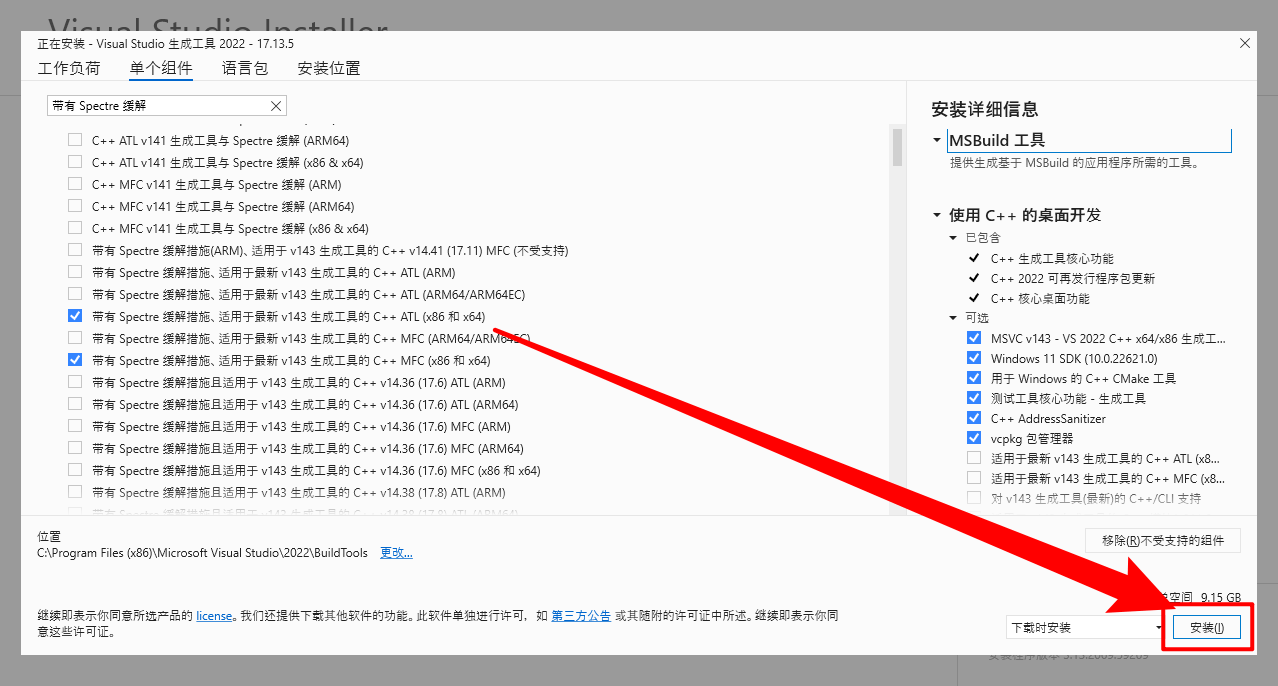 Visual Studio Installer
正在安装 - Visual Studio 生成工具 2022 - 17.13.5
工作负荷 单个组件 语言包 安装位置
带有 Spectre 缓解
C++ ATL v141 生成工具与 Spectre 缓解 (ARM64)
C++ ATL v141 生成工具与 Spectre 缓解 (x86 & x64)
C++ MFC v141 生成工具与 Spectre 缓解 (ARM)
C++ MFC v141 生成工具与 Spectre 缓解 (ARM64)
C++ MFC v141 生成工具与 Spectre 缓解 (x86 & x64)
带有 Spectre 缓解措施(ARM)、适用于 v143 生成工具的 C++ v14.41 (17.11) MFC (不受支持)
带有 Spectre 缓解措施、适用于最新 v143 生成工具的 C++ ATL (ARM)
带有 Spectre 缓解措施、适用于最新 v143 生成工具的 C++ ATL (ARM64/ARM64EC)
带有 Spectre 缓解措施、适用于最新 v143 生成工具的 C++ ATL (x86 和 x64)
带有 Spectre 缓解措施、适用于最新 v143 生成工具的 C++ MFC (ARM64/ARM64EC)
带有 Spectre 缓解措施、适用于最新 v143 生成工具的 C++ MFC (x86 和 x64)
带有 Spectre 缓解措施且适用于 v143 生成工具的 C++ v14.36 (17.6) ATL (ARM)
带有 Spectre 缓解措施且适用于 v143 生成工具的 C++ v14.36 (17.6) ATL (ARM64)
带有 Spectre 缓解措施且适用于 v143 生成工具的 C++ v14.36 (17.6) MFC (ARM)
带有 Spectre 缓解措施且适用于 v143 生成工具的 C++ v14.36 (17.6) MFC (ARM64)
带有 Spectre 缓解措施且适用于 v143 生成工具的 C++ v14.36 (17.6) MFC (x86 和 x64)
带有 Spectre 缓解措施且适用于 v143 生成工具的 C++ v14.38 (17.8) ATL (ARM)
安装详细信息
MSBuild 工具
提供生成基于 MSBuild 的应用程序所需的工具。
使用 C++ 的桌面开发
已包含
C++ 生成工具核心功能
C++ 2022 可再发行程序包更新
C++ 核心桌面功能
可选
MSVC v143 - VS 2022 C++ x64/x86 生成工...
Windows 11 SDK (10.0.22621.0)
用于 Windows 的 C++ CMake 工具
测试工具核心功能 - 生成工具
C++ AddressSanitizer
vcpkg 包管理器
适用于最新 v143 生成工具的 C++ ATL (x8...
适用于最新 v143 生成工具的 C++ MFC (x8...
对 v143 生成工具(最新)的 C++/CLI 支持
位置
C:\Program Files (x86)\Microsoft Visual Studio\2022\BuildTools 更改...
移除(R)不受支持的组件
空间 9.15 GB
继续即表示你同意所选产品的 license。我们还提供下载其他软件的功能。此软件单独进行许可，如 第三方公告 或其随附的许可证中所述。继续即表示你同
意这些许可证。
下载时安装
安装(I)